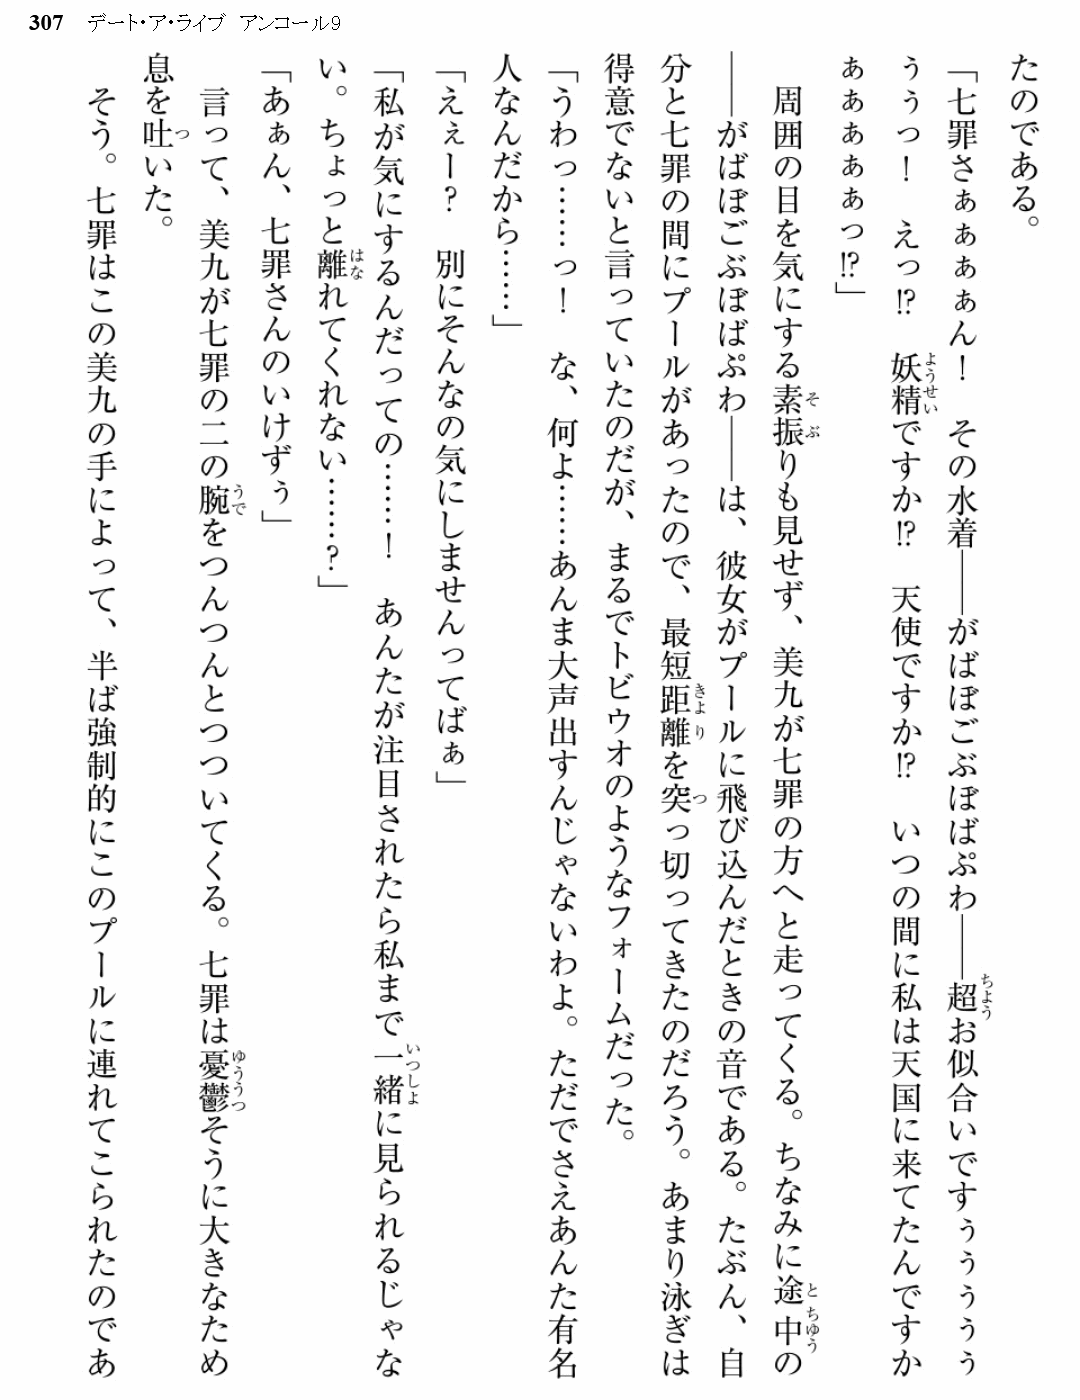 307 デート・ア・ライブ アンコール9
たのである。
「七罪さぁぁぁぁん！　その水着――がばぼごぶぼばぷわ――超お似合いですぅぅぅぅぅ
ぅぅっ！　えっ!?　妖精ですか!?　天使ですか!?　いつの間に私は天国に来てたんですか
ぁぁぁぁぁぁっ!?」
　周囲の目を気にする素振りも見せず、美九が七罪の方へと走ってくる。ちなみに途中の
――がばぼごぶぼばぷわ――は、彼女がプールに飛び込んだときの音である。たぶん、自
分と七罪の間にプールがあったので、最短距離を突っ切ってきたのだろう。あまり泳ぎは
得意でないと言っていたのだが、まるでトビウオのようなフォームだった。
「うわっ……っ！　な、何よ……あんま大声出すんじゃないわよ。ただでさえあんた有名
人なんだから……」
「えぇー？　別にそんなの気にしませんってばぁ」
「私が気にするんだっての……！　あんたが注目されたら私まで一緒に見られるじゃな
い。ちょっと離れてくれない……？」
「あぁん、七罪さんのいけずぅ」
　言って、美九が七罪の二の腕をつんつんとつついてくる。七罪は憂鬱そうに大きなため
息を吐いた。
　そう。七罪はこの美九の手によって、半ば強制的にこのプールに連れてこられたのであ